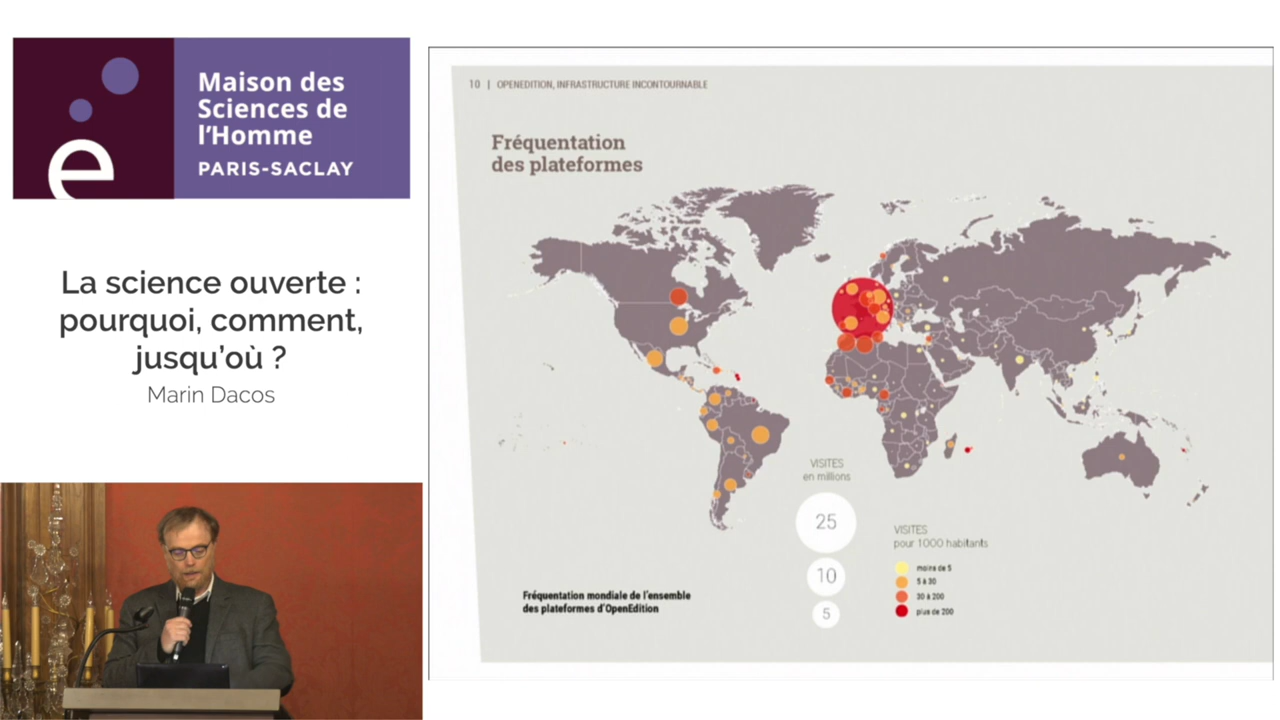 Maison des
Sciences de
l'Homme
PARIS-SACLAY
La science ouverte :
pourquoi, comment,
jusqu'où ?
Marin Dacos
10 | OPENEDITION, INFRASTRUCTURE INCONTOURNABLE
Fréquentation
des plateformes
VISITES
en millions
25
10
5
VISITES
pour 1000 habitants
moins de 5
5 à 30
30 à 200
plus de 200
Fréquentation mondiale de l'ensemble
des plateformes d'OpenEdition